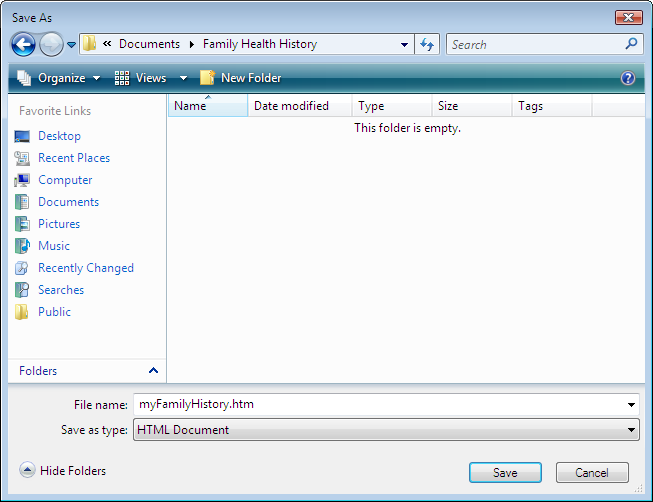 Save As
« Documents Family Health History Search
Organize Views New Folder ?
Favorite Links
Name Date modified Type Size Tags
This folder is empty.
Desktop
Recent Places
Computer
Documents
Pictures
Music
Recently Changed
Searches
Public
Folders
File name: myFamilyHistory.htm
Save as type: HTML Document
Hide Folders Save Cancel